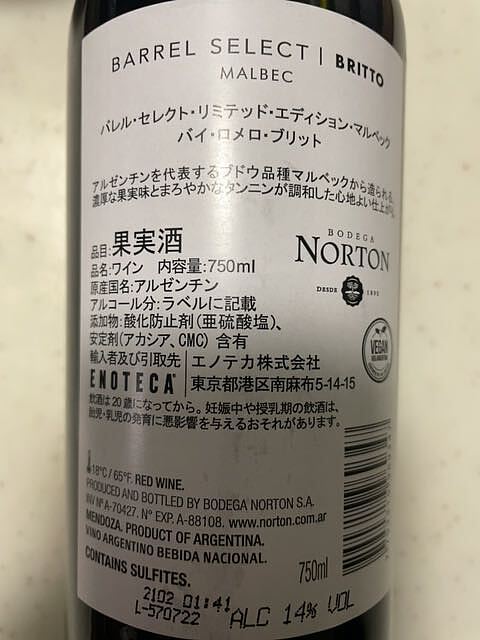 BARREL SELECT | BRITTO
MALBEC
バレル・セレクト・リミテッド・エディション・マルベック
バイ・ロメロ・ブリット
アルゼンチンを代表するブドウ品種マルベックから造られる、
濃厚な果実味とまろやかなタンニンが調和した心地よい仕上がり。
BODEGA
NORTON
DESDE 1895
品目:果実酒
品名:ワイン 内容量:750ml
原産国名:アルゼンチン
アルコール分:ラベルに記載
添加物:酸化防止剤(亜硫酸塩)、
安定剤(アカシア、CMC) 含有
VEGAN
輸入者及び引取先 エノテカ株式会社
ENOTECA 東京都港区南麻布5-14-15
飲酒は20歳になってから。妊娠中や授乳期の飲酒は、
胎児・乳児の発育に悪影響を与えるおそれがあります。
18°C / 65°F. RED WINE.
PRODUCED AND BOTTLED BY BODEGA NORTON S.A.
INV Nº A-70427. Nº EXP. A-88108. www.norton.com.ar
MENDOZA. PRODUCT OF ARGENTINA.
VINO ARGENTINO BEBIDA NACIONAL.
CONTAINS SULFITES.
750ml
2102 01:41
L-570722 ALC 14% VOL